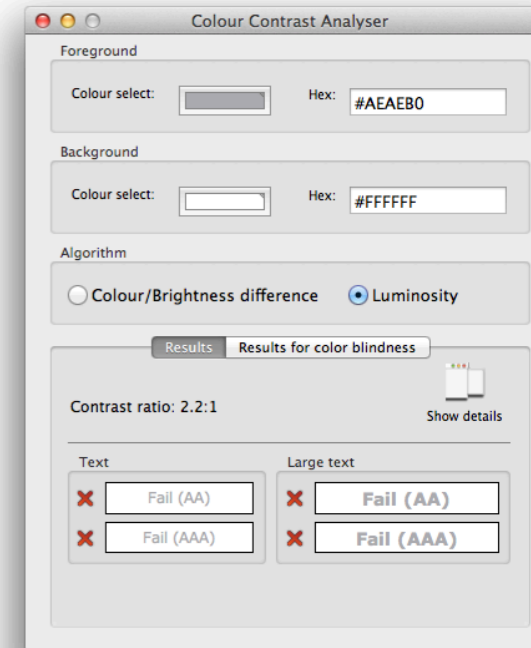 Colour Contrast Analyser
Foreground
Colour select:
Hex:
#AEAEB0
Background
Colour select:
Hex:
#FFFFFF
Algorithm
Colour/Brightness difference
Luminosity
Results
Results for color blindness
Contrast ratio: 2.2:1
Show details
Text
Large text
Fail (AA)
Fail (AA)
Fail (AAA)
Fail (AAA)